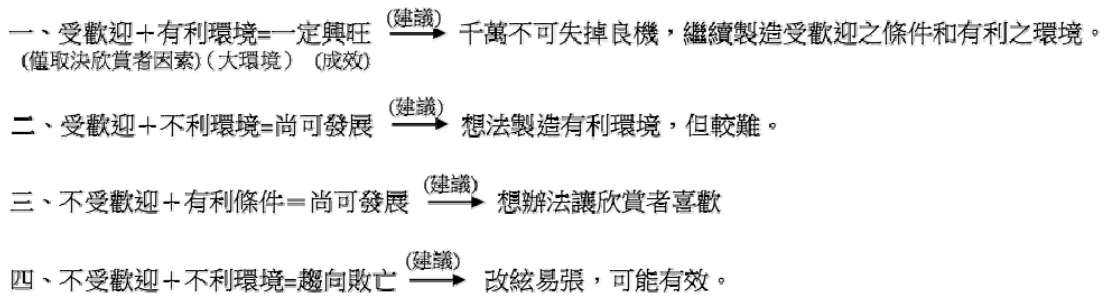 (建議)
一、受歡迎＋有利環境=一定興旺 → 千萬不可失掉良機，繼續製造受歡迎之條件和有利之環境。
(僅取決欣賞者因素)（大環境） (成效)
(建議)
二、受歡迎＋不利環境=尚可發展 → 想法製造有利環境，但較難。
(建議)
三、不受歡迎＋有利條件＝尚可發展 → 想辦法讓欣賞者喜歡
(建議)
四、不受歡迎＋不利環境=趨向敗亡 → 改絃易張，可能有效。